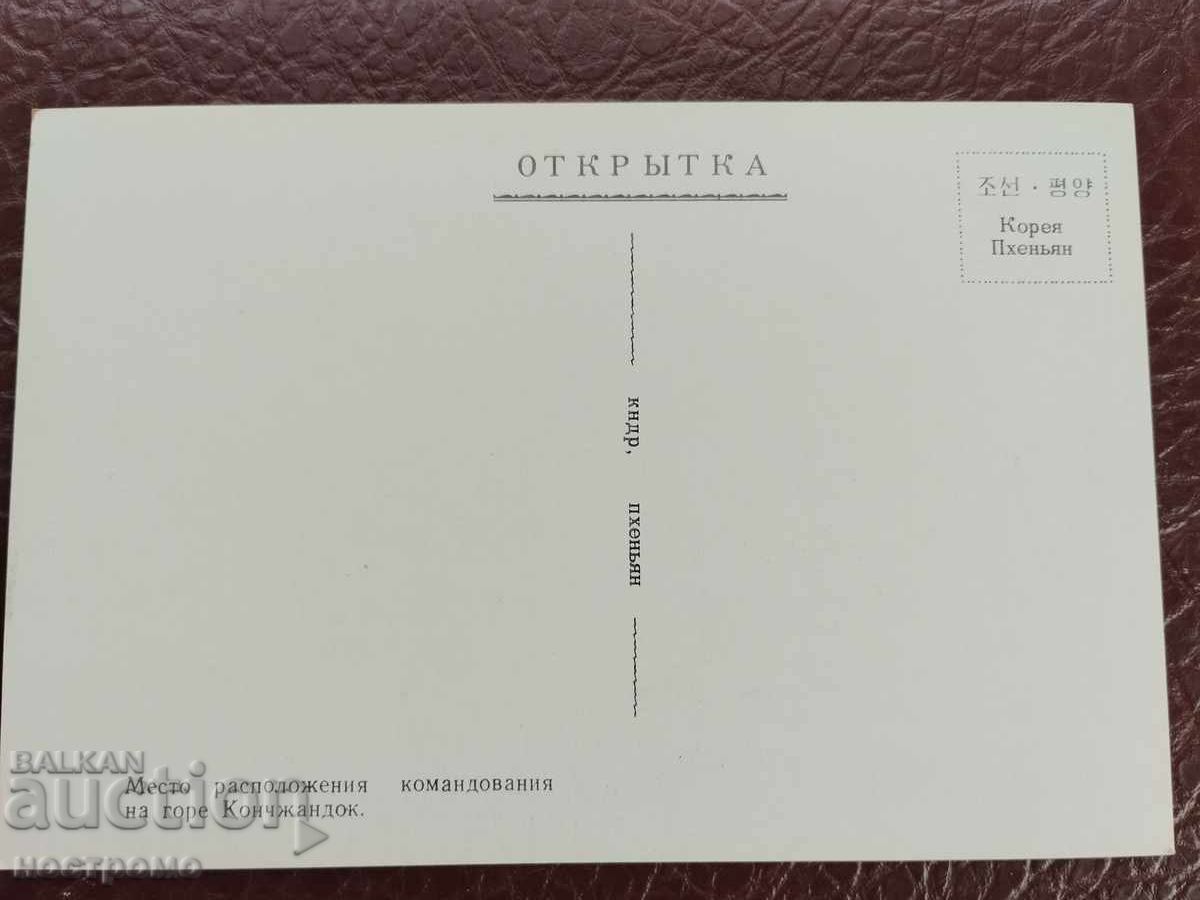 ОТКРЫТКА
조선 · 평양
Корея
Пхеньян
кндр, пхеньян
Место расположения командования
на горе Кончжандок.
BALKAN
auction
ностромо